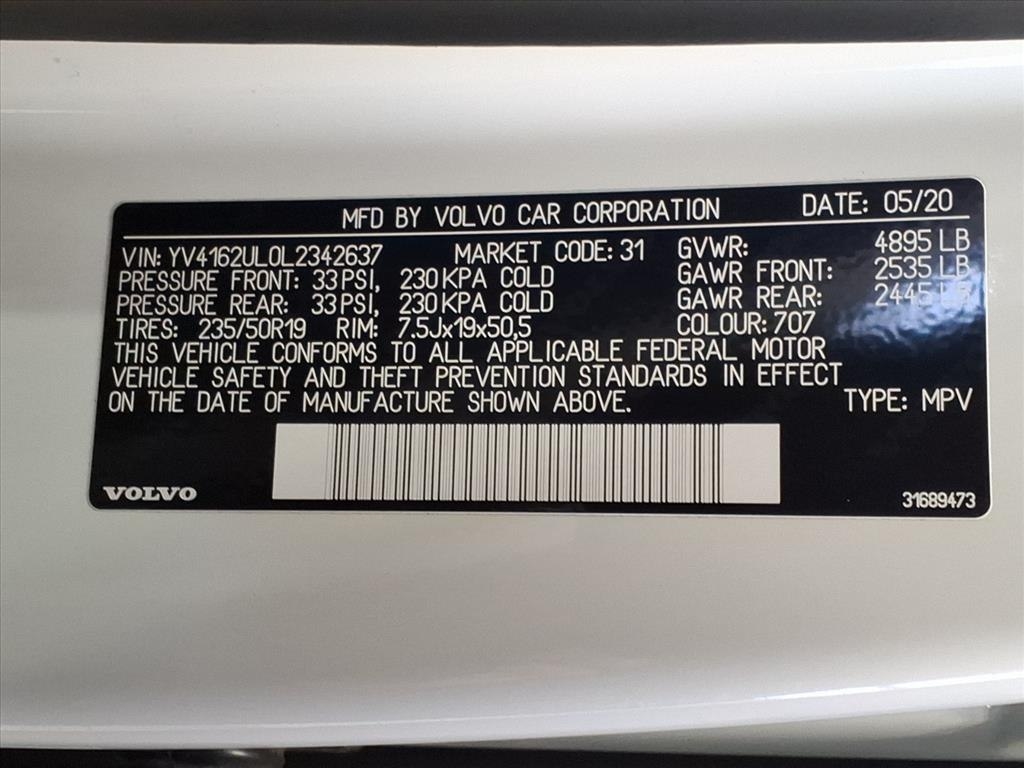 MFD BY VOLVO CAR CORPORATION DATE: 05/20
VIN: YV4162UL0L2342637 MARKET CODE: 31 GVWR: 4895 LB
PRESSURE FRONT: 33 PSI, 230 KPA COLD GAWR FRONT: 2535 LB
PRESSURE REAR: 33 PSI, 230 KPA COLD GAWR REAR: 2445 LB
TIRES: 235/50R19 RIM: 7.5Jx19x50,5 COLOUR: 707
THIS VEHICLE CONFORMS TO ALL APPLICABLE FEDERAL MOTOR
VEHICLE SAFETY AND THEFT PREVENTION STANDARDS IN EFFECT
ON THE DATE OF MANUFACTURE SHOWN ABOVE. TYPE: MPV
VOLVO 31689473